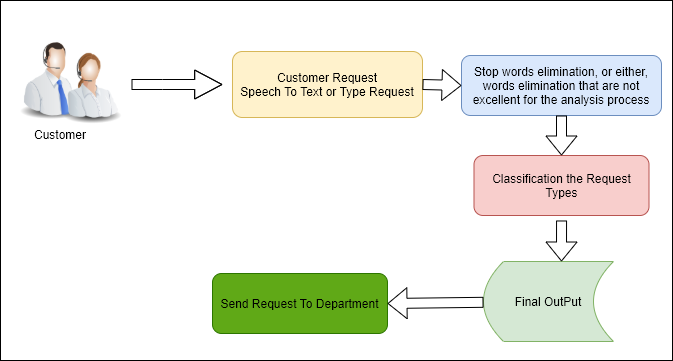 Customer
Customer Request
Speech To Text or Type Request
Stop words elimination, or either,
words elimination that are not
excellent for the analysis process
Classification the Request
Types
Final OutPut
Send Request To Department